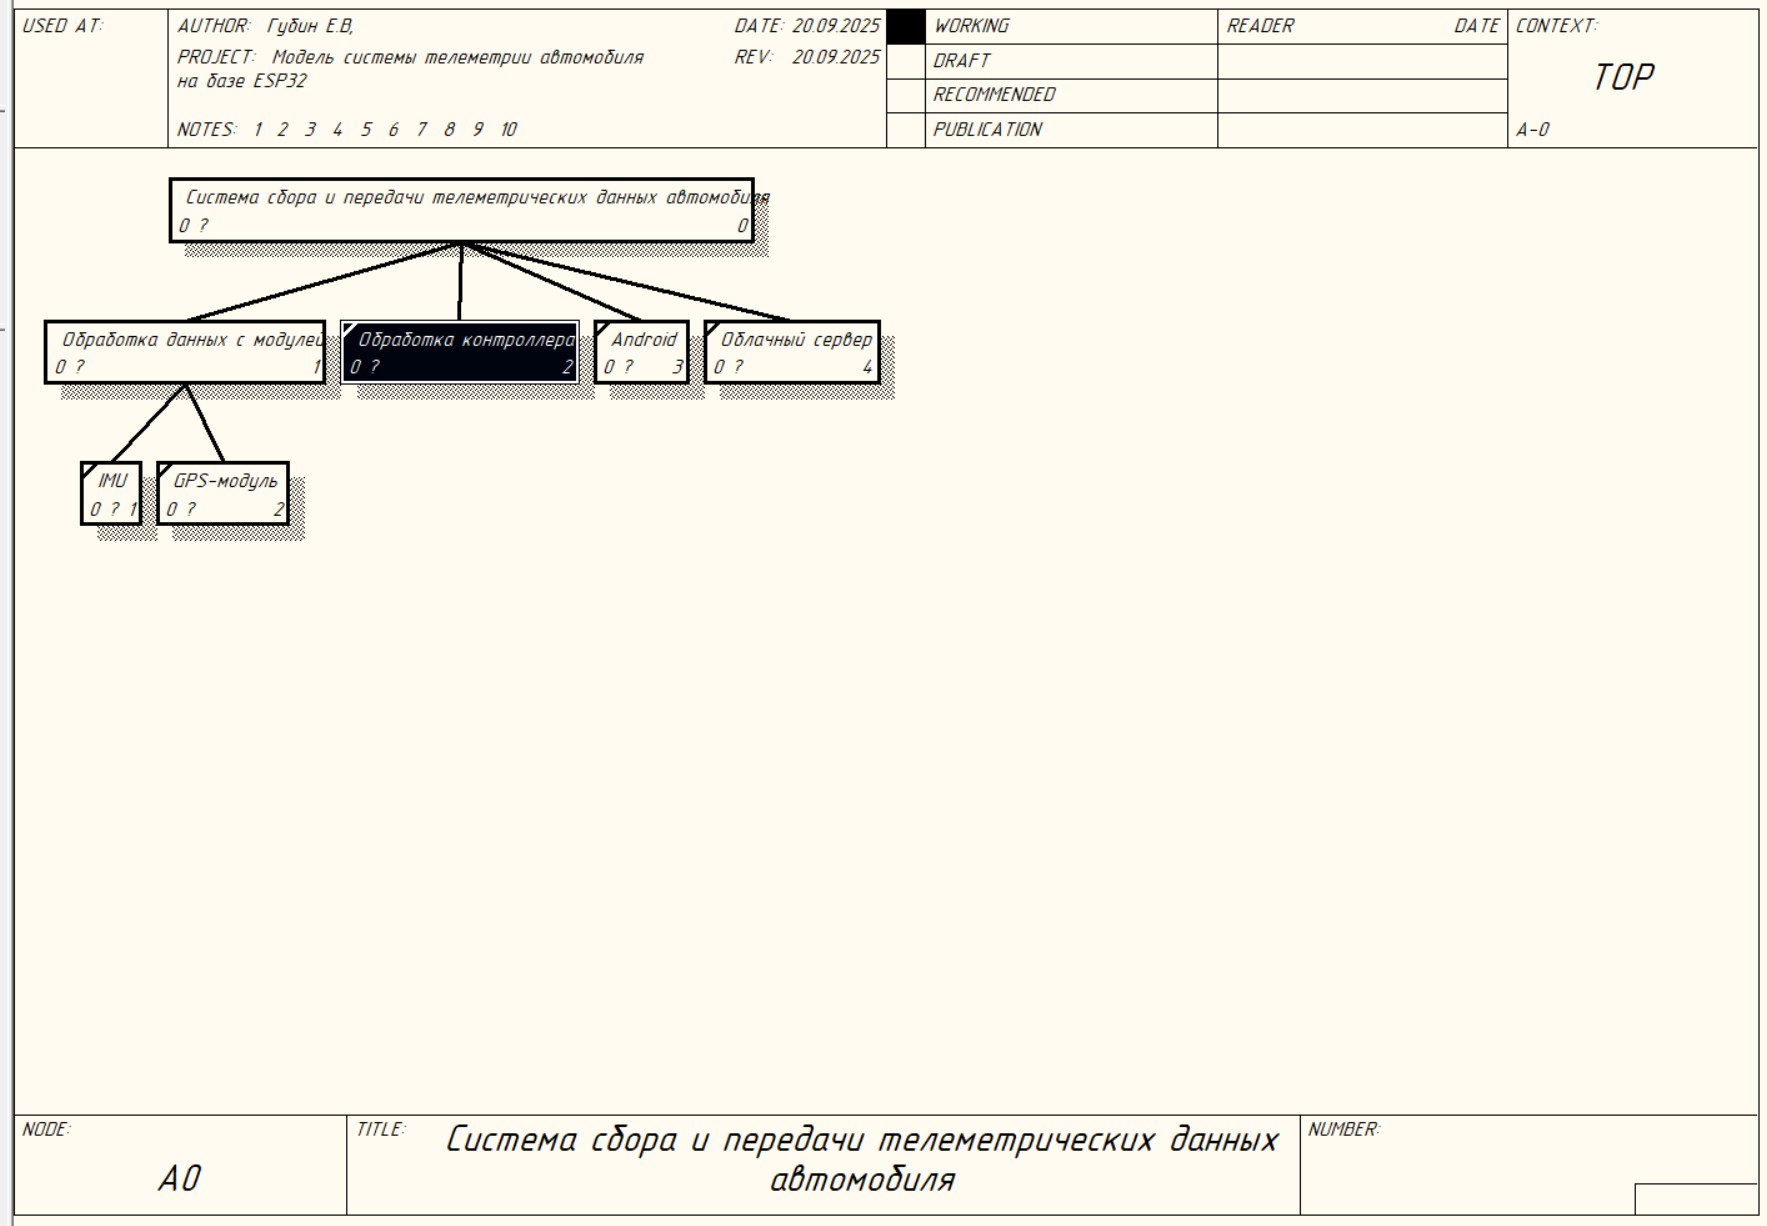 USED AT:
AUTHOR: Губин Е.В,
DATE: 20.09.2025
PROJECT: Модель системы телеметрии автомобиля
на базе ESP32
REV: 20.09.2025
NOTES: 1 2 3 4 5 6 7 8 9 10
WORKING
DRAFT
RECOMMENDED
PUBLICATION
READER DATE
CONTEXT:
TOP
A-0
Система сбора и передачи телеметрических данных автомобиля
0 ? 0
Обработка данных с модулей
0 ? 1
Обработка контроллера
0 ? 2
Android
0 ? 3
Облачный сервер
0 ? 4
IMU
0 ? 1
GPS-модуль
0 ? 2
NODE:
A0
TITLE:
Система сбора и передачи телеметрических данных
автомобиля
NUMBER: